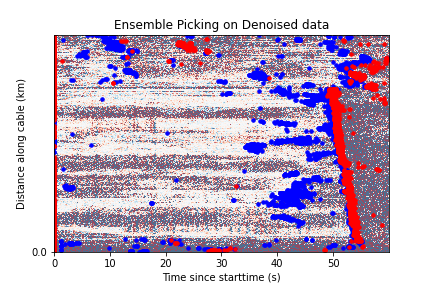 Ensemble Picking on Denoised data
Distance along cable (km)
0.0
0 10 20 30 40 50
Time since starttime (s)